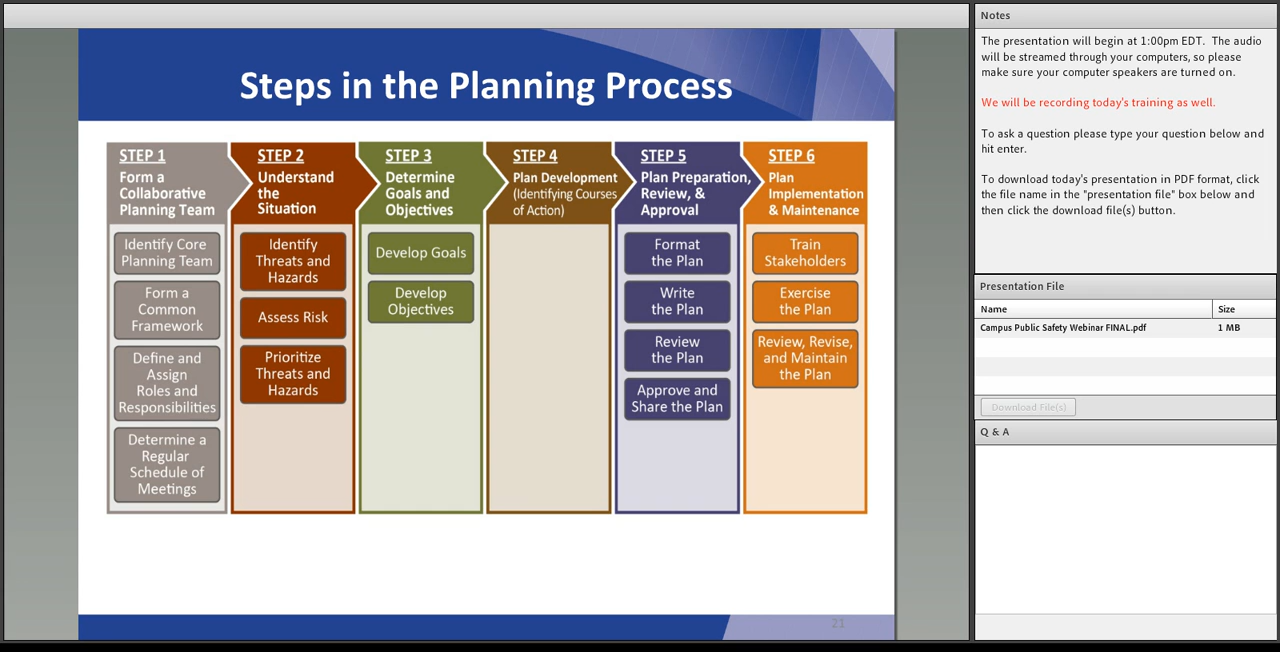 Steps in the Planning Process
STEP 1
Form a
Collaborative
Planning Team
Identify Core
Planning Team
Form a
Common
Framework
Define and
Assign
Roles and
Responsibilities
Determine a
Regular
Schedule of
Meetings
STEP 2
Understand
the
Situation
Identify
Threats and
Hazards
Assess Risk
Prioritize
Threats and
Hazards
STEP 3
Determine
Goals and
Objectives
Develop Goals
Develop
Objectives
STEP 4
Plan Development
(Identifying Courses
of Action)
STEP 5
Plan Preparation,
Review, &
Approval
Format
the Plan
Write
the Plan
Review
the Plan
Approve and
Share the Plan
STEP 6
Plan
Implementation
& Maintenance
Train
Stakeholders
Exercise
the Plan
Review, Revise,
and Maintain
the Plan
21
Notes
The presentation will begin at 1:00pm EDT. The audio
will be streamed through your computers, so please
make sure your computer speakers are turned on.
We will be recording today's training as well.
To ask a question please type your question below and
hit enter.
To download today's presentation in PDF format, click
the file name in the "presentation file" box below and
then click the download file(s) button.
Presentation File
Name Size
Campus Public Safety Webinar FINAL.pdf 1 MB
Download File(s)
Q & A